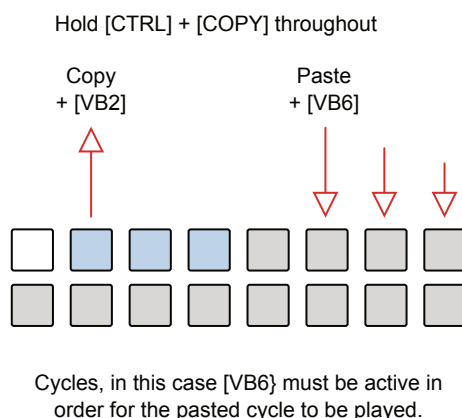 Hold [CTRL] + [COPY] throughout
Copy
+ [VB2]
Paste
+ [VB6]
Cycles, in this case [VB6} must be active in
order for the pasted cycle to be played.